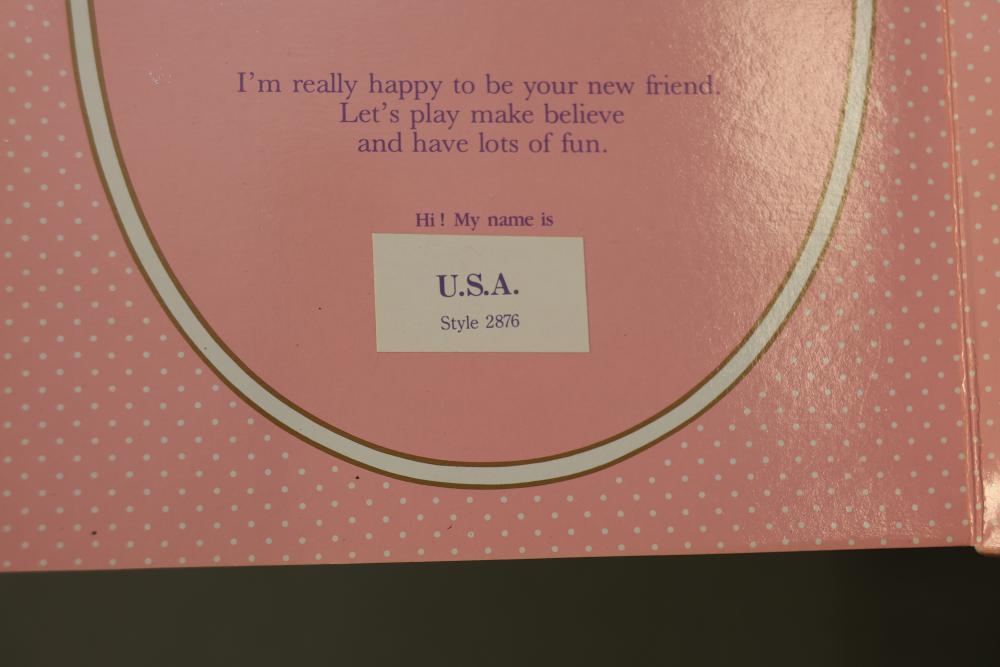 I'm really happy to be your new friend.
Let's play make believe
and have lots of fun.
Hi! My name is
U.S.A.
Style 2876